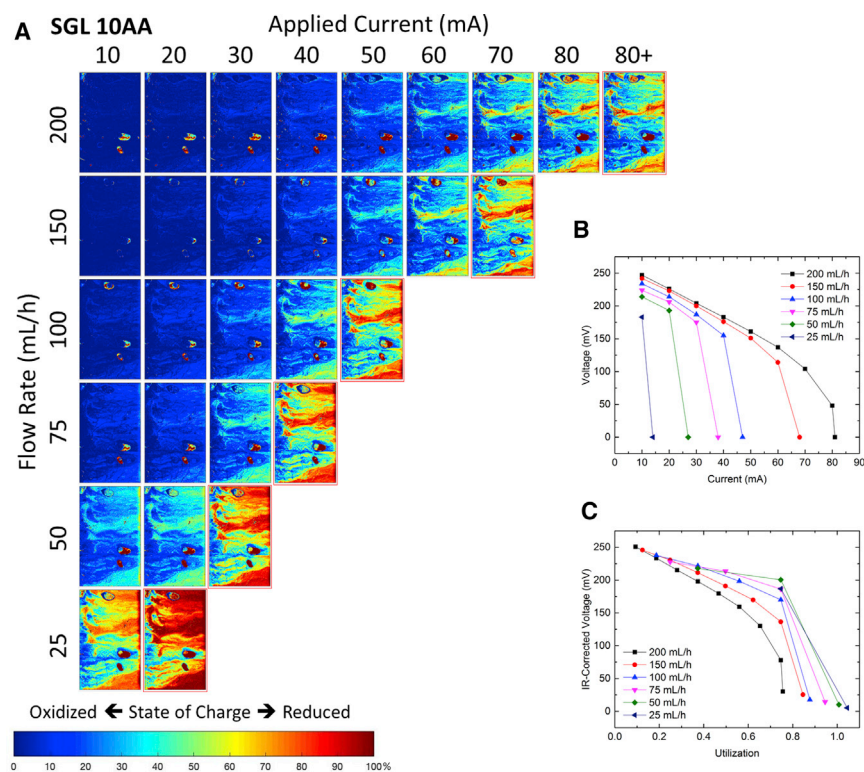 A SGL 10AA Applied Current (mA)
10 20 30 40 50 60 70 80 80+
Flow Rate (mL/h)
200
150
100
75
50
25
Oxidized ← State of Charge → Reduced
0 10 20 30 40 50 60 70 80 90 100%
B
250
200
150
100
50
0
Voltage (mV)
200 mL/h
150 mL/h
100 mL/h
75 mL/h
50 mL/h
25 mL/h
0 10 20 30 40 50 60 70 80 90
Current (mA)
C
250
200
150
100
50
0
IR-Corrected Voltage (mV)
200 mL/h
150 mL/h
100 mL/h
75 mL/h
50 mL/h
25 mL/h
0.0 0.2 0.4 0.6 0.8 1.0
Utilization